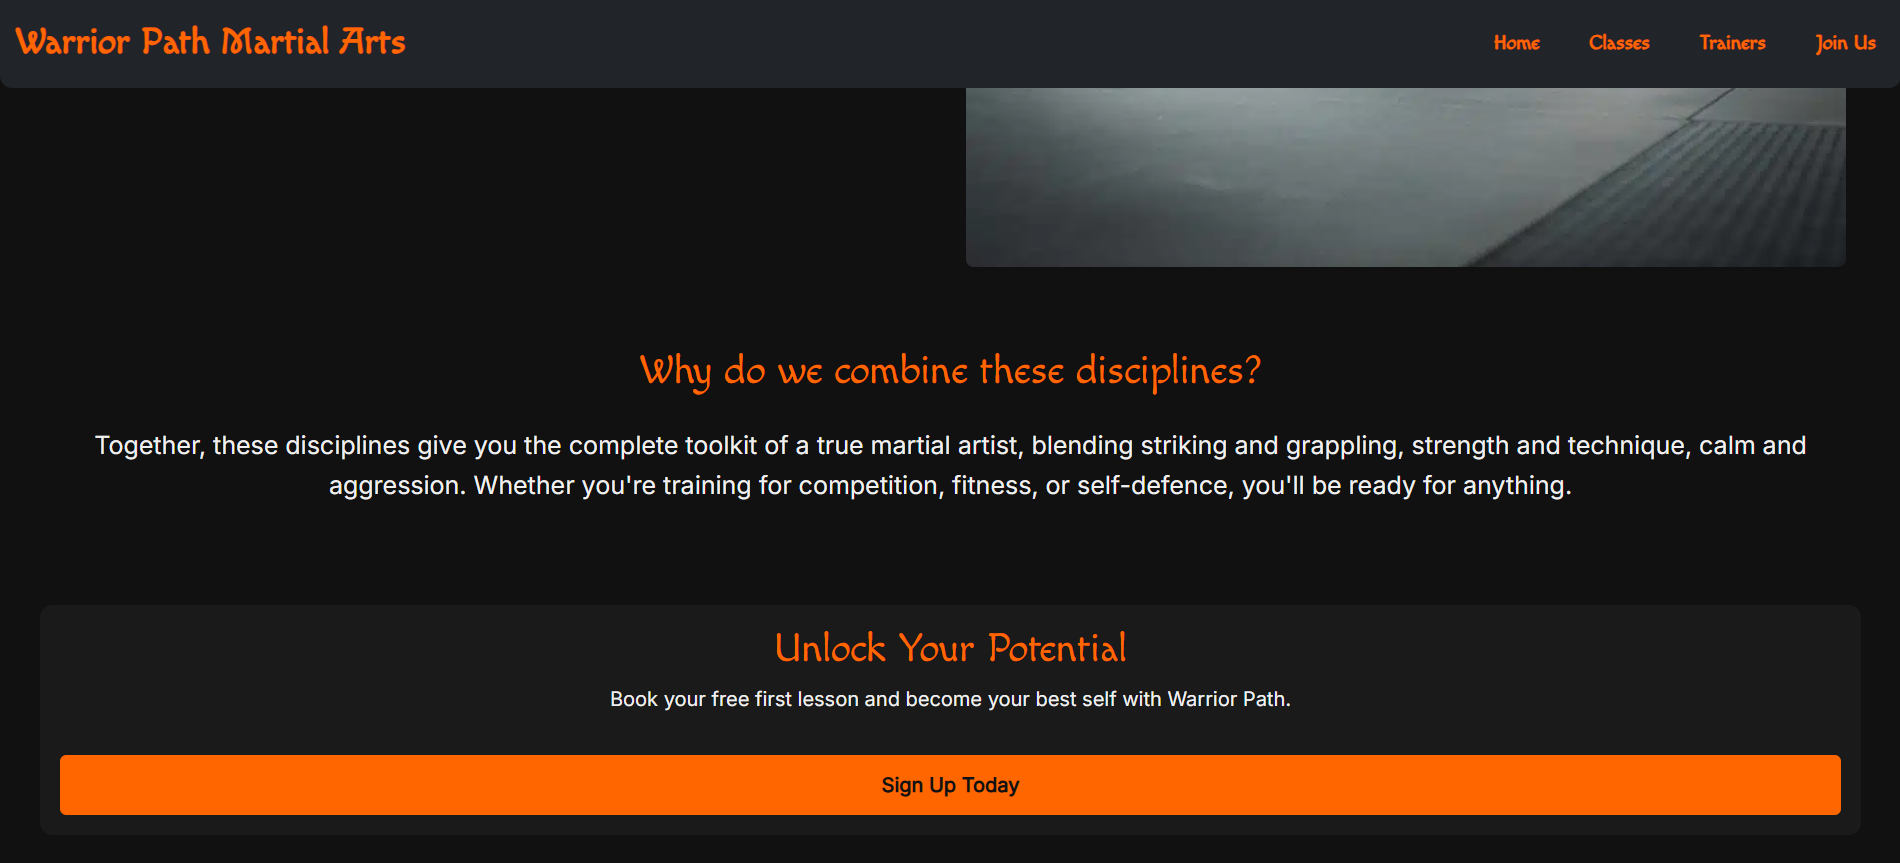 Warrior Path Martial Arts
Home Classes Trainers Join Us
Why do we combine these disciplines?
Together, these disciplines give you the complete toolkit of a true martial artist, blending striking and grappling, strength and technique, calm and
aggression. Whether you're training for competition, fitness, or self-defence, you'll be ready for anything.
Unlock Your Potential
Book your free first lesson and become your best self with Warrior Path.
Sign Up Today